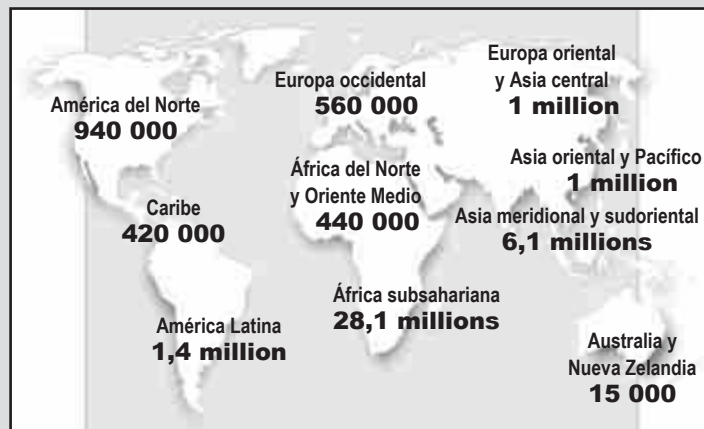 América del Norte
940 000
Europa occidental
560 000
Europa oriental
y Asia central
1 million
Caribe
420 000
África del Norte
y Oriente Medio
440 000
Asia oriental y Pacífico
1 million
Asia meridional y sudoriental
6,1 millions
América Latina
1,4 million
África subsahariana
28,1 millions
Australia y
Nueva Zelandia
15 000